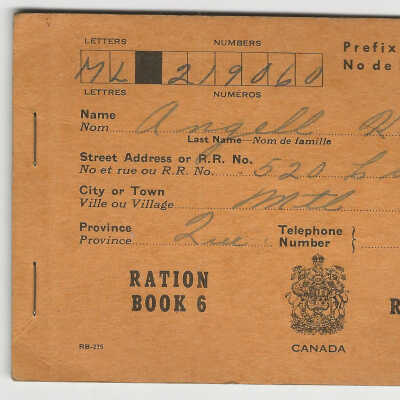 LETTERS NUMBERS Prefix
ML 219060 No de
LETTRES NUMÉROS
Name
Nom Angell
Last Name—Nom de famille
Street Address or R.R. No.
No et rue ou R.R. No. 520
City or Town
Ville ou Village Mtl
Province Telephone
Province Que Number
RATION
BOOK 6 R
RB-275
CANADA